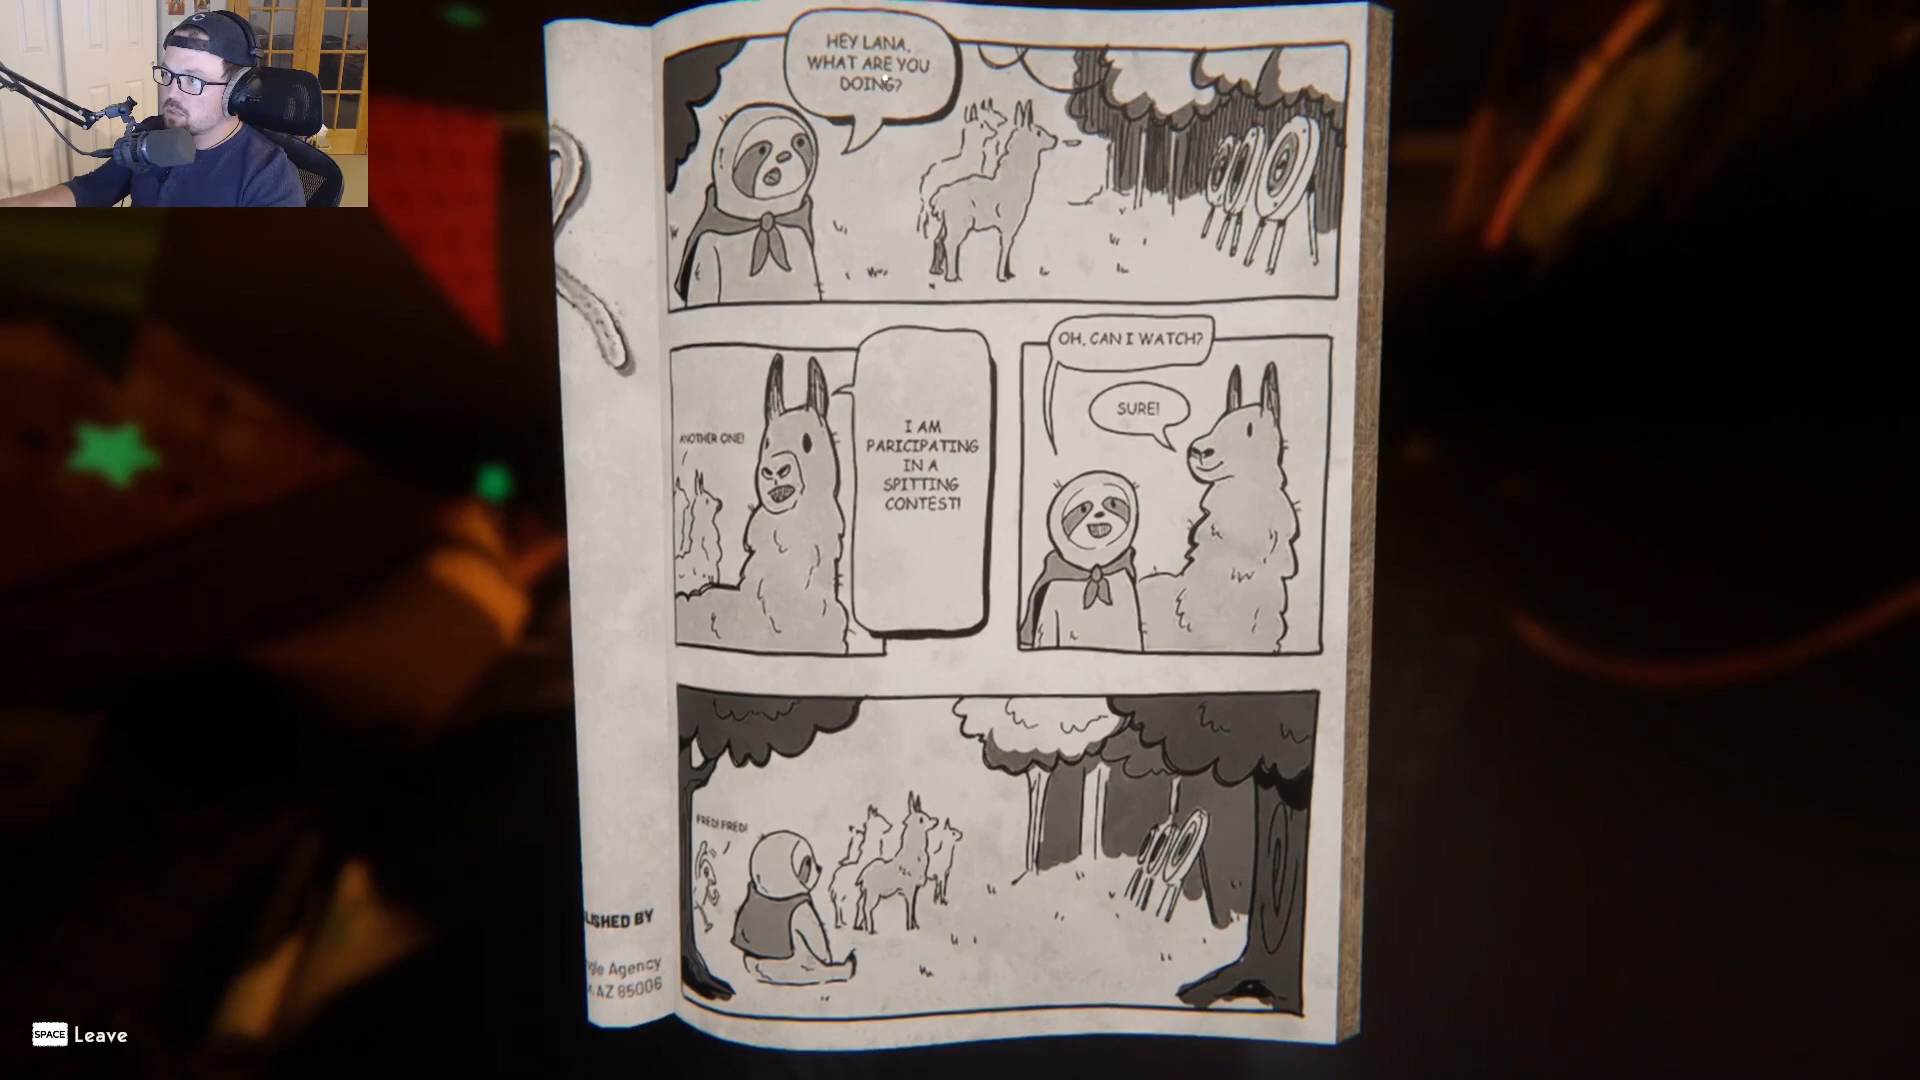 HEY LANA,
WHAT ARE YOU
DOING?
ANOTHER ONE!
I AM
PARICIPATING
IN A
SPITTING
CONTEST!
OH, CAN I WATCH?
SURE!
FRED! FRED!
LISHED BY
Agency
AZ 85006
SPACE Leave